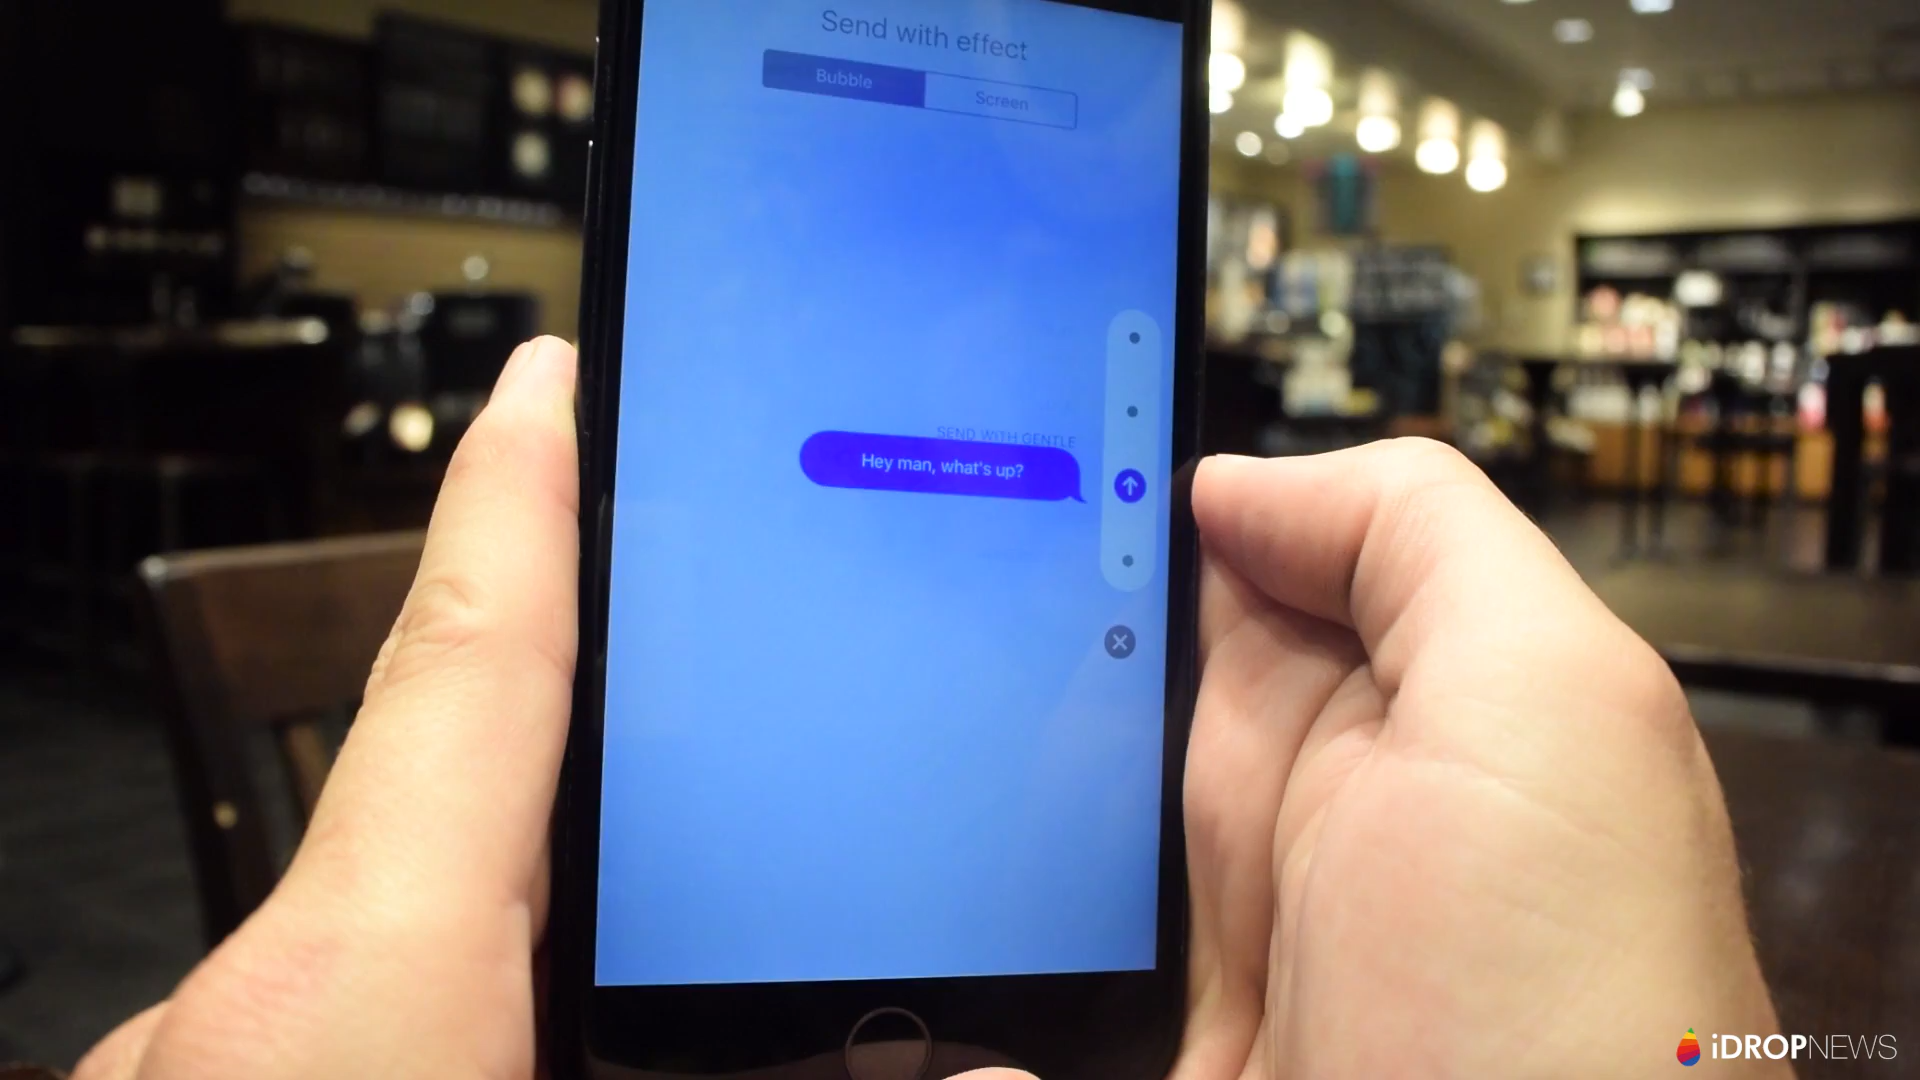 Send with effect
Bubble
Screen
SEND WITH GENTLE
Hey man, what's up?
iDROPNEWS